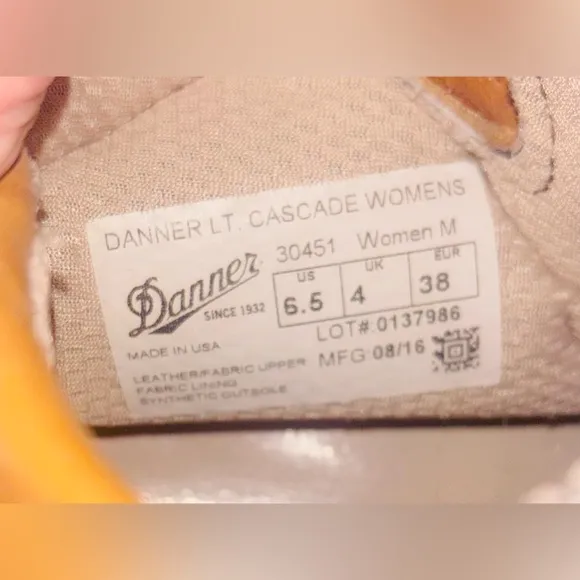 DANNER LT. CASCADE WOMENS
30451 Women M
Danner
SINCE 1932
US UK EUR
6.5 4 38
LOT#.0137986
MADE IN USA
MFG 08/16
LEATHER/FABRIC UPPER
FABRIC LINING
SYNTHETIC OUTSOLE